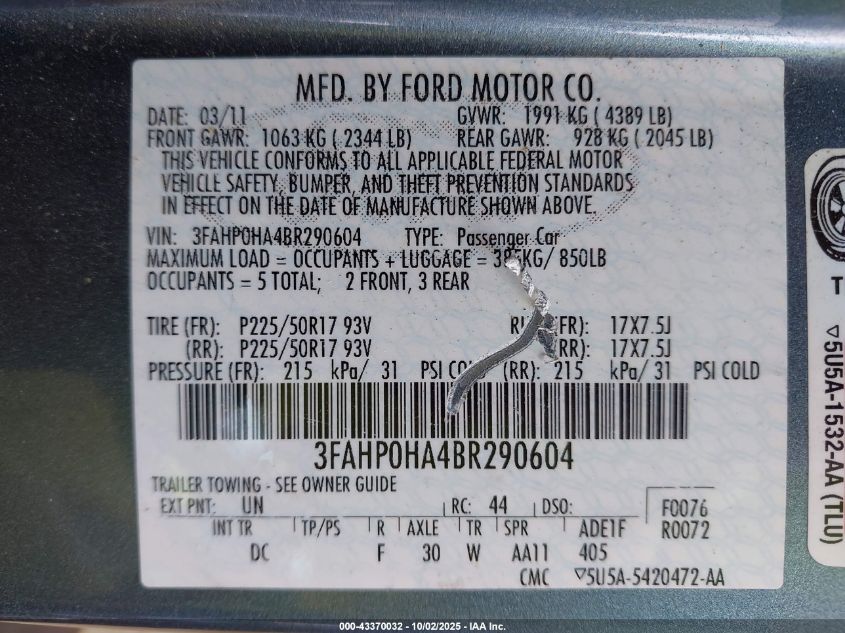 MFD. BY FORD MOTOR CO.
DATE: 03/11 GVWR: 1991 KG ( 4389 LB)
FRONT GAWR: 1063 KG ( 2344 LB) REAR GAWR: 928 KG ( 2045 LB)
THIS VEHICLE CONFORMS TO ALL APPLICABLE FEDERAL MOTOR
VEHICLE SAFETY, BUMPER, AND THEFT PREVENTION STANDARDS
IN EFFECT ON THE DATE OF MANUFACTURE SHOWN ABOVE.
VIN: 3FAHP0HA4BR290604 TYPE: Passenger Car
MAXIMUM LOAD = OCCUPANTS + LUGGAGE = 385KG/ 850LB
OCCUPANTS = 5 TOTAL; 2 FRONT, 3 REAR
TIRE (FR): P225/50R17 93V (FR): 17X7.5J
(RR): P225/50R17 93V (RR): 17X7.5J
PRESSURE (FR): 215 kPa/ 31 PSI COLD (RR): 215 kPa/ 31 PSI COLD
3FAHP0HA4BR290604
TRAILER TOWING - SEE OWNER GUIDE
EXT PNT: UN RC: 44 DSO: F0076
INT TR TP/PS R AXLE TR SPR ADE1F R0072
DC F 30 W AA11 405
CMC ▽5U5A-5420472-AA
T
▽5U5A-1532-AA (TLU)
000-43370032 - 10/02/2025 - IAA Inc.